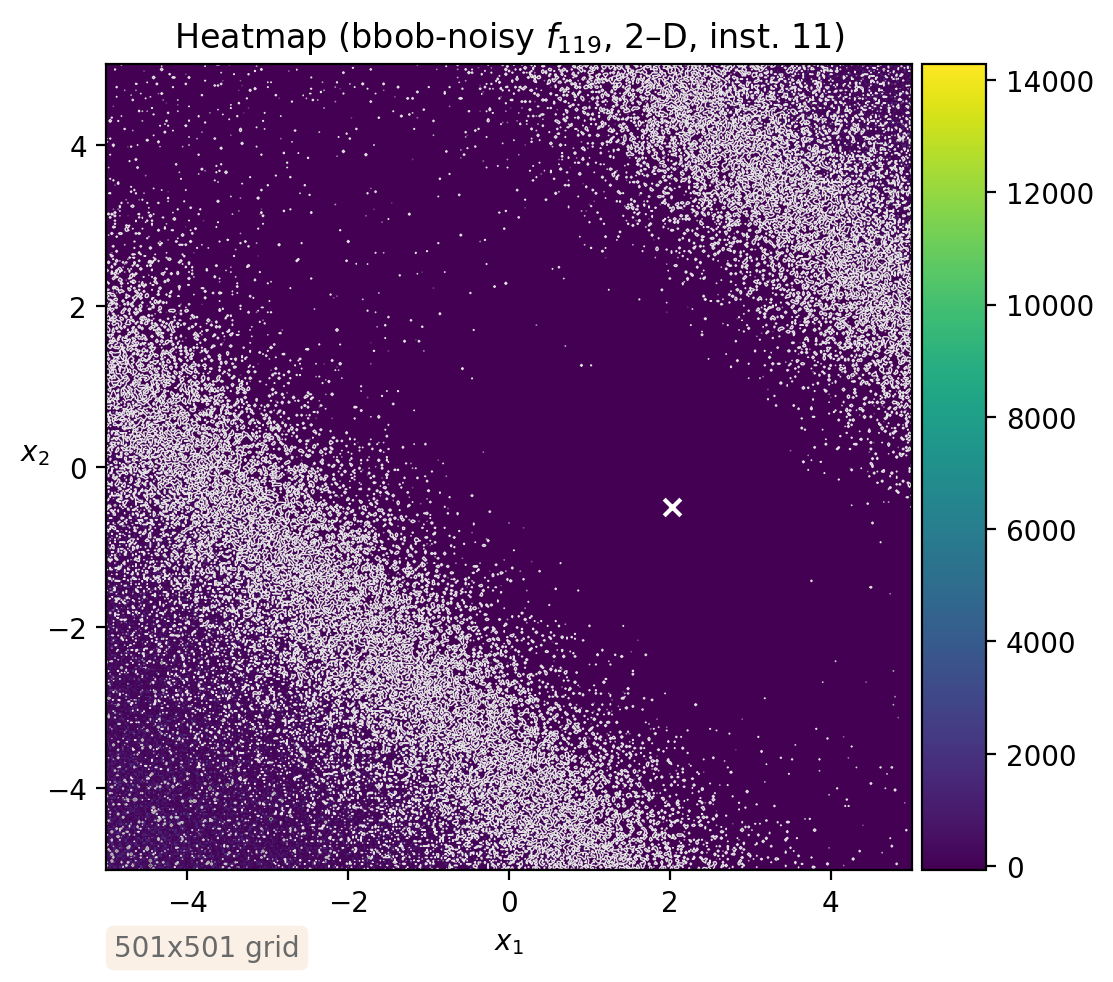 Heatmap (bbob-noisy f₁₁₉, 2–D, inst. 11)
14000
12000
10000
8000
6000
4000
2000
0
x₂
4
2
0
−2
−4
−4 −2 0 2 4
x₁
501x501 grid